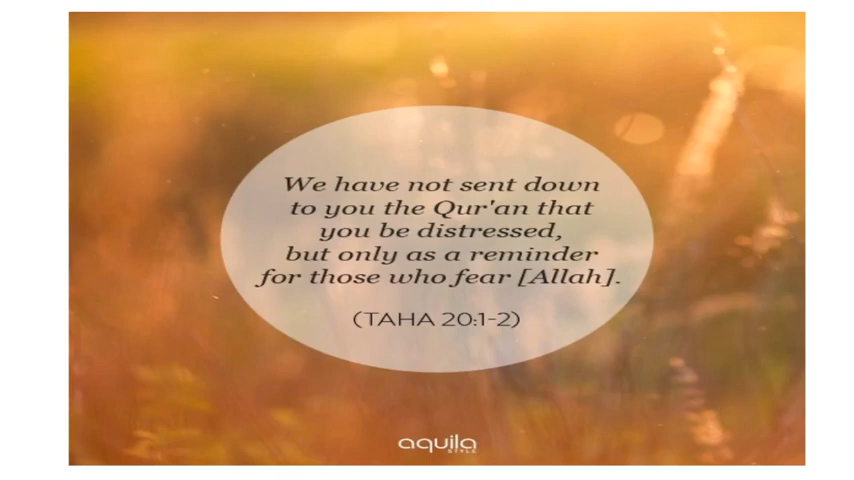 We have not sent down
to you the Qur'an that
you be distressed,
but only as a reminder
for those who fear [Allah].
(TAHA 20:1-2)
aquila
STYLE